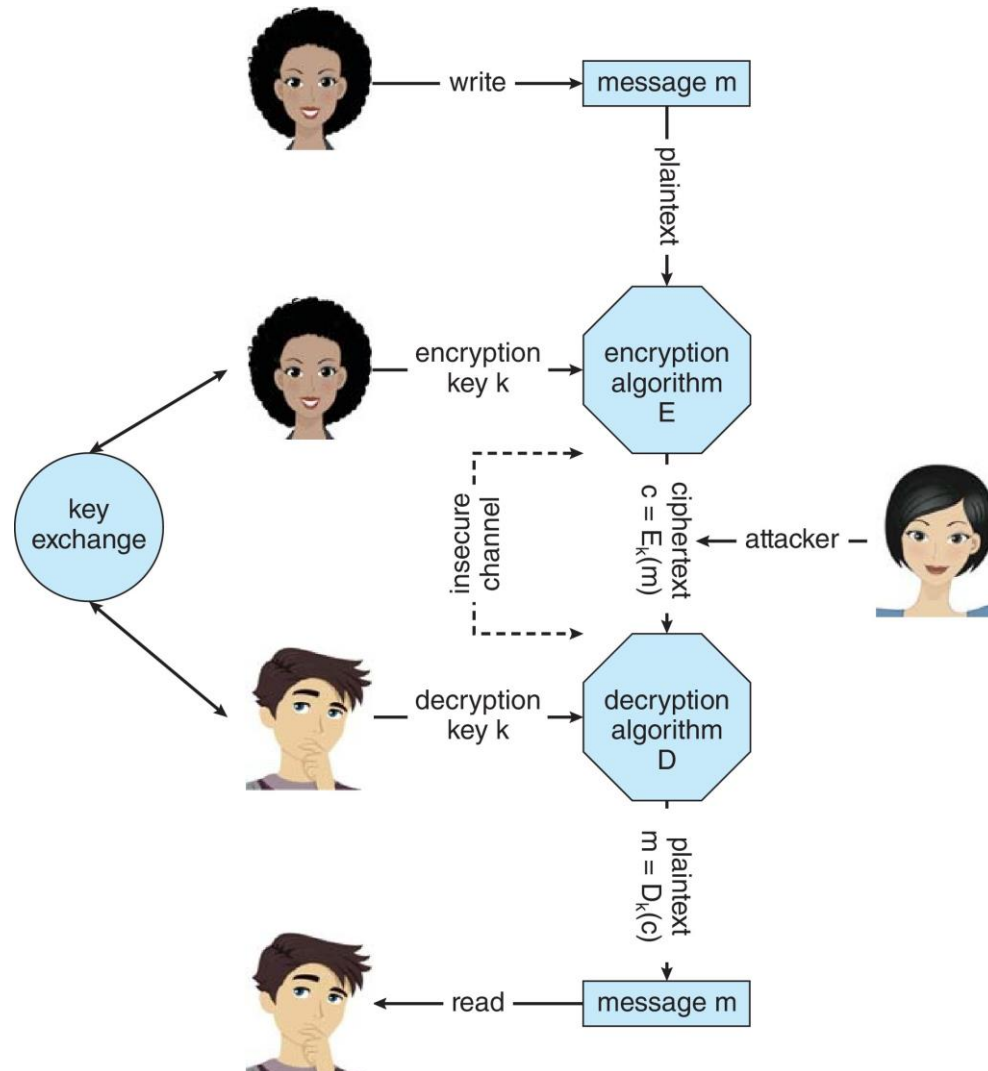 write
message m
plaintext
encryption
key k
encryption
algorithm
E
key
exchange
insecure
channel
ciphertext
c = Eₖ(m)
attacker
decryption
key k
decryption
algorithm
D
plaintext
m = Dₖ(c)
read
message m